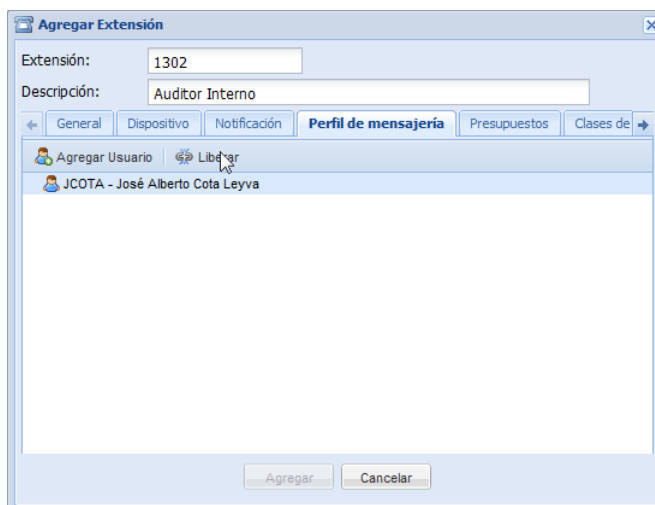 Agregar Extensión
Extensión: 1302
Descripción: Auditor Interno
General Dispositivo Notificación Perfil de mensajería Presupuestos Clases de
Agregar Usuario Liberar
JCOTA - José Alberto Cota Leyva
Agregar Cancelar